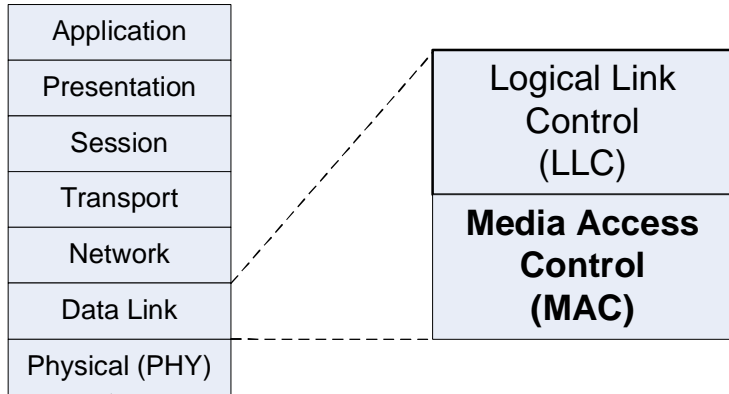 Application
Presentation
Session
Transport
Network
Data Link
Physical (PHY)
Logical Link
Control
(LLC)
Media Access
Control
(MAC)